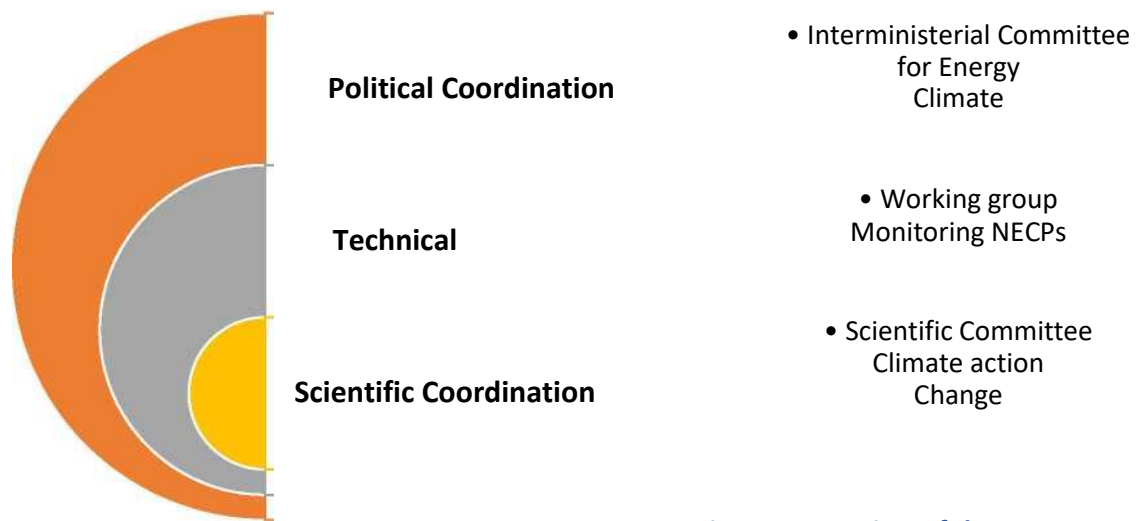 Political Coordination
• Interministerial Committee
for Energy
Climate
Technical
• Working group
Monitoring NECPs
Scientific Coordination
• Scientific Committee
Climate action
Change